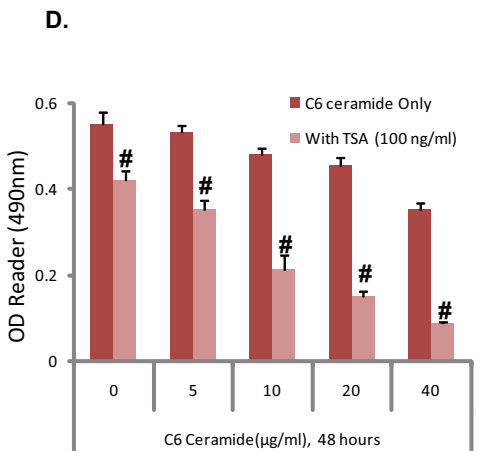 D.
0.6
C6 ceramide Only
With TSA (100 ng/ml)
#
0.4
#
#
0.2
#
#
0
OD Reader (490nm)
0 5 10 20 40
C6 Ceramide(μg/ml), 48 hours